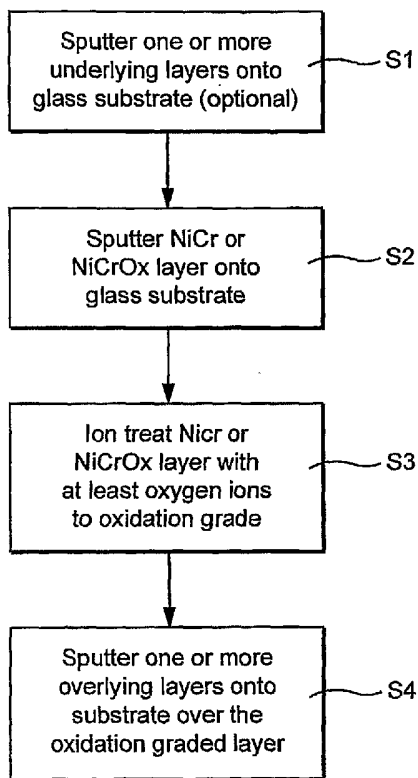 Sputter one or more
underlying layers onto
glass substrate (optional)
S1
Sputter NiCr or
NiCrOx layer onto
glass substrate
S2
Ion treat Nicr or
NiCrOx layer with
at least oxygen ions
to oxidation grade
S3
Sputter one or more
overlying layers onto
substrate over the
oxidation graded layer
S4